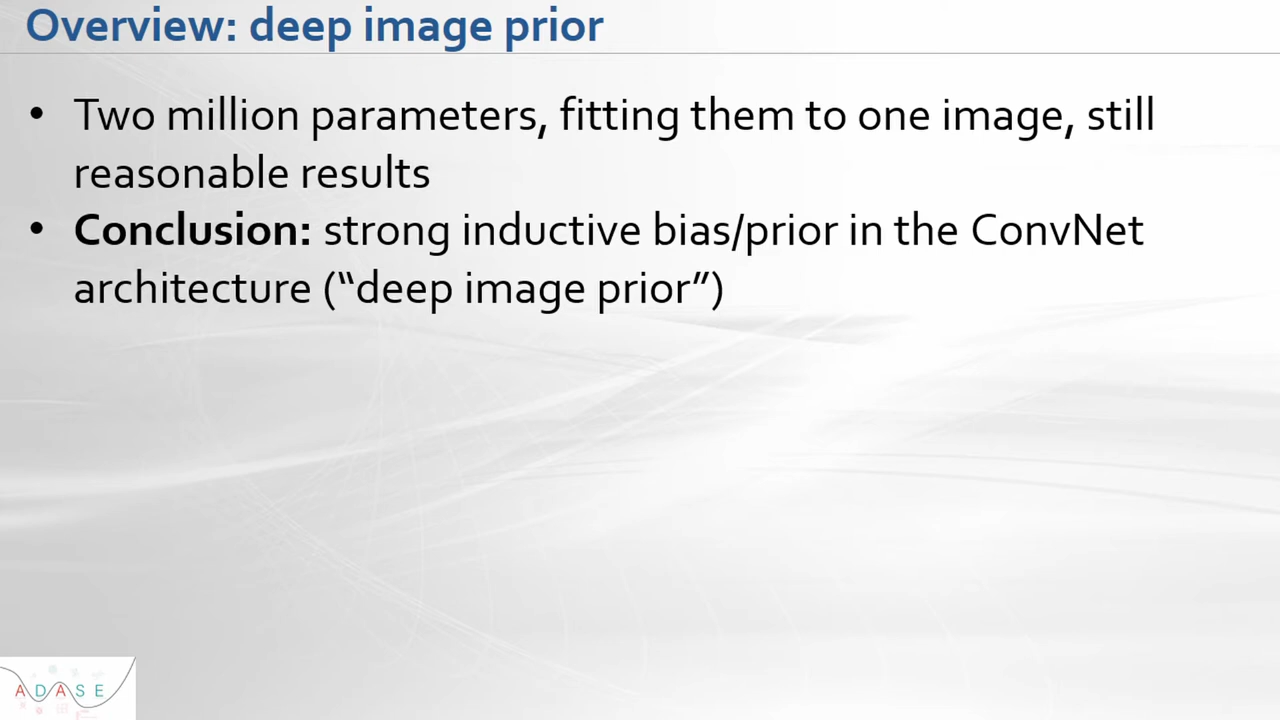 Overview: deep image prior
• Two million parameters, fitting them to one image, still
reasonable results
• Conclusion: strong inductive bias/prior in the ConvNet
architecture (“deep image prior”)
ADASE